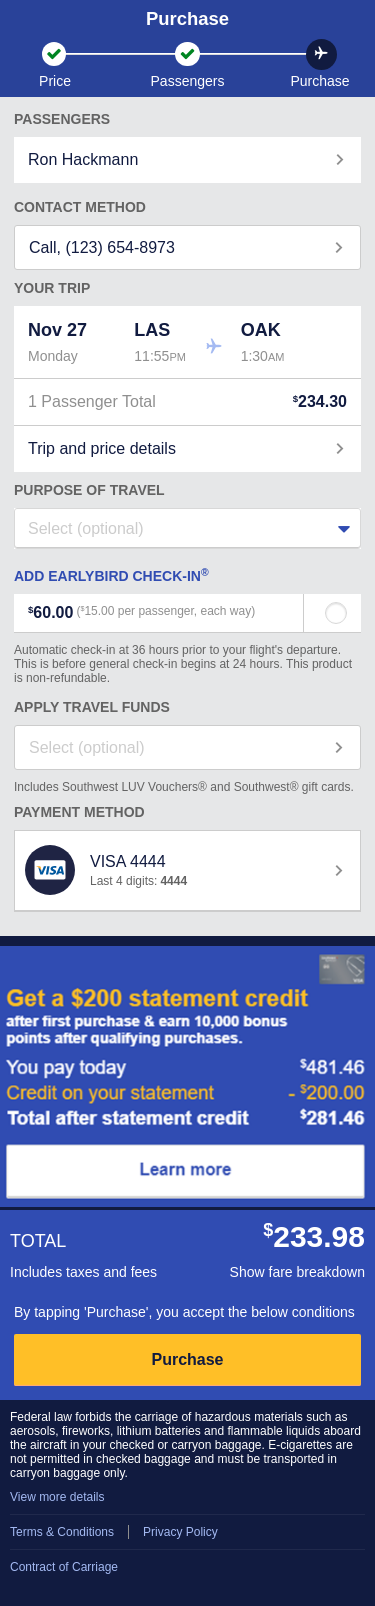 Purchase
Price
Passengers
Purchase
PASSENGERS
Ron Hackmann
CONTACT METHOD
Call, (123) 654-8973
YOUR TRIP
Nov 27 LAS OAK
Monday 11:55PM 1:30AM
1 Passenger Total $234.30
Trip and price details
PURPOSE OF TRAVEL
Select (optional)
ADD EARLYBIRD CHECK-IN®
$60.00 ($15.00 per passenger, each way)
Automatic check-in at 36 hours prior to your flight's departure.
This is before general check-in begins at 24 hours. This product
is non-refundable.
APPLY TRAVEL FUNDS
Select (optional)
Includes Southwest LUV Vouchers® and Southwest® gift cards.
PAYMENT METHOD
VISA
VISA 4444
Last 4 digits: 4444
Get a $200 statement credit
after first purchase & earn 10,000 bonus
points after qualifying purchases.
You pay today $481.46
Credit on your statement - $200.00
Total after statement credit $281.46
Learn more
TOTAL $233.98
Includes taxes and fees Show fare breakdown
By tapping 'Purchase', you accept the below conditions
Purchase
Federal law forbids the carriage of hazardous materials such as
aerosols, fireworks, lithium batteries and flammable liquids aboard
the aircraft in your checked or carryon baggage. E-cigarettes are
not permitted in checked baggage and must be transported in
carryon baggage only.
View more details
Terms & Conditions Privacy Policy
Contract of Carriage